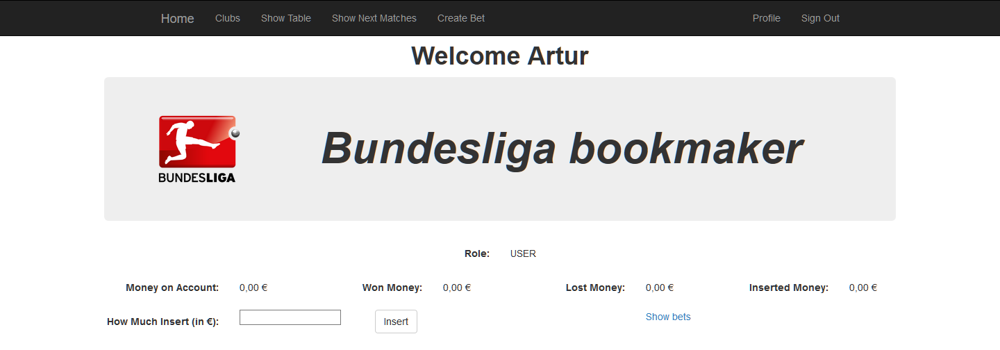 Home Clubs Show Table Show Next Matches Create Bet Profile Sign Out
Welcome Artur
BUNDESLIGA
Bundesliga bookmaker
Role: USER
Money on Account: 0,00 € Won Money: 0,00 € Lost Money: 0,00 € Inserted Money: 0,00 €
How Much Insert (in €): Insert Show bets